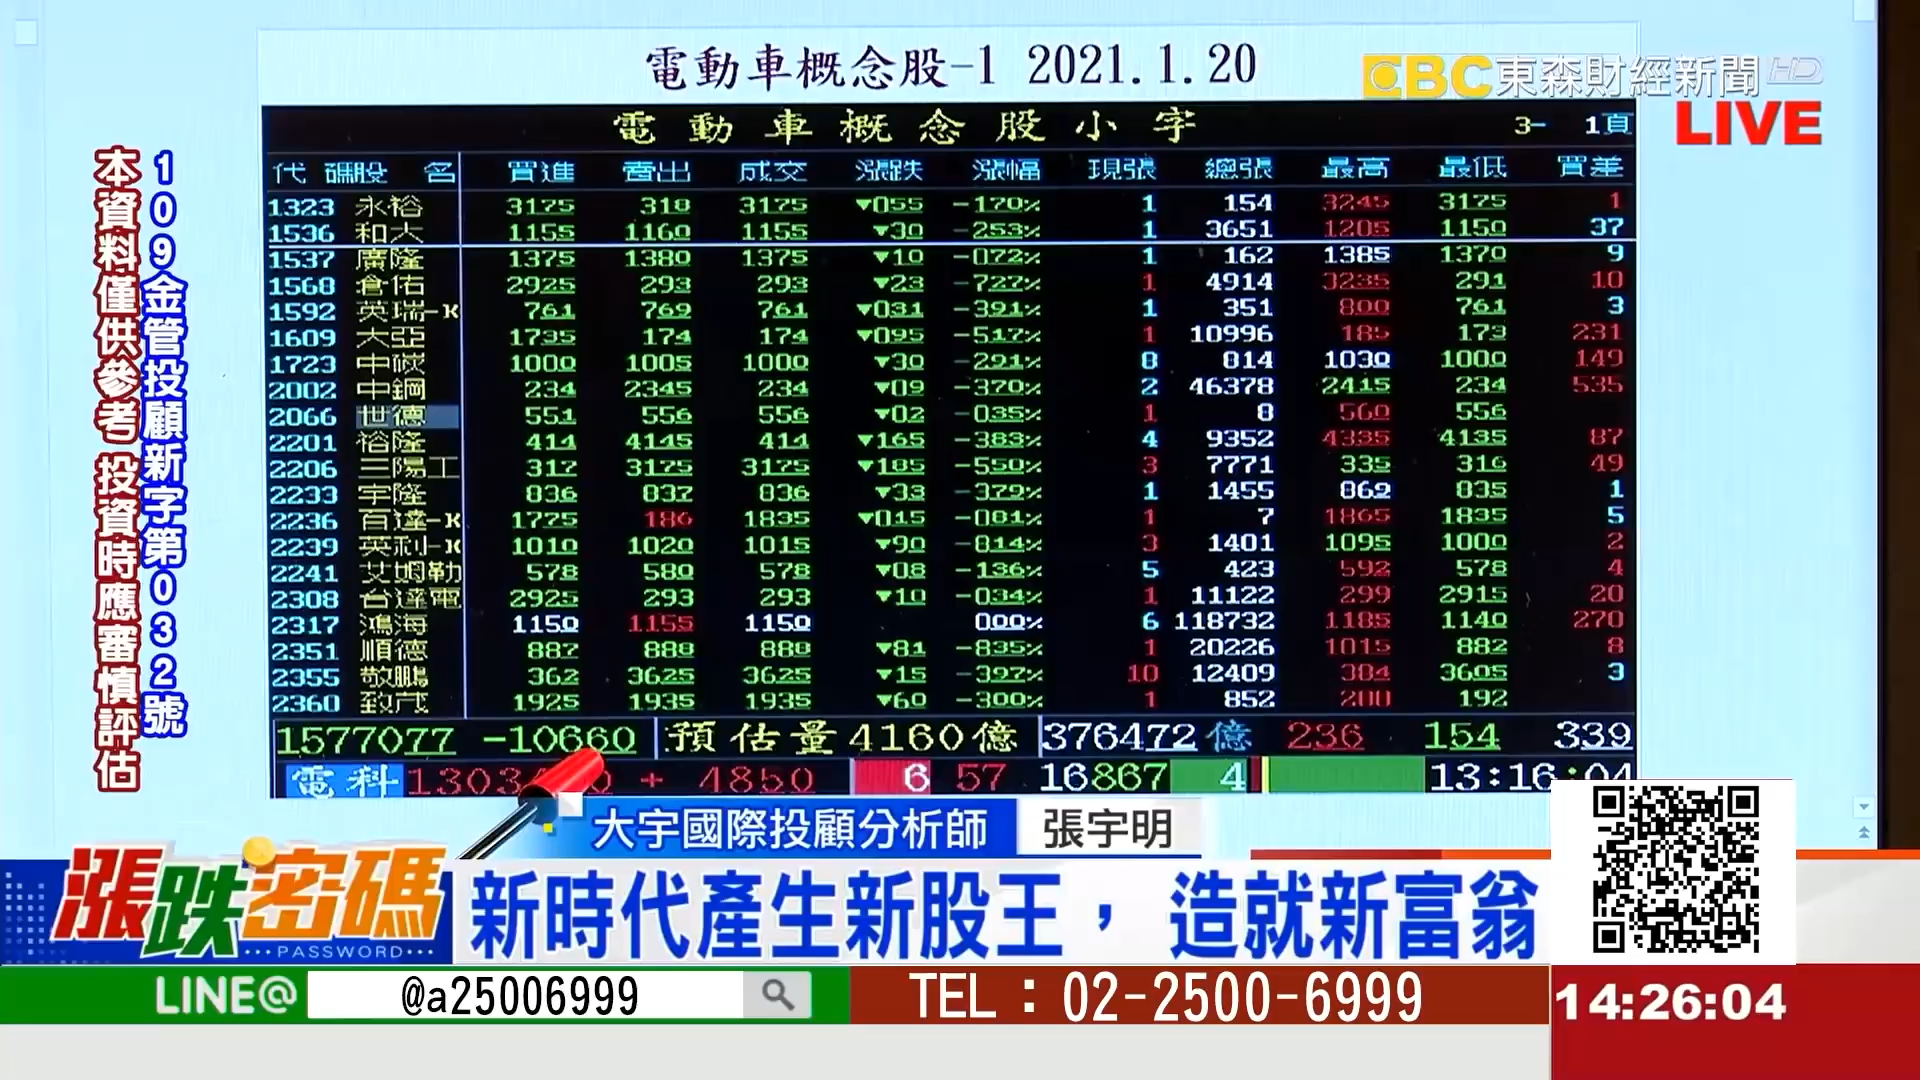 電動車概念股-1 2021.1.20
EBC東森財經新聞HD
LIVE
電動車概念股小字 3- 1頁
代碼股名 買進 賣出 成交 漲跌 漲幅 現張 總張 最高 最低 買差
1323 永裕 3175 318 3175 ▼055 -170% 1 154 3245 3175 1
1536 和大 1155 1160 1155 ▼30 -253% 1 3651 1205 1150 37
1537 廣隆 1375 1380 1375 ▼10 -072% 1 162 1385 1370 9
1568 倉佑 2925 293 293 ▼23 -727% 1 4914 3235 291 10
1592 英瑞-K 761 769 761 ▼031 -391% 1 351 800 761 3
1609 大亞 1735 174 174 ▼095 -517% 1 10996 185 173 231
1723 中碳 1000 1005 1000 ▼30 -291% 8 814 1030 1000 149
2002 中鋼 234 2345 234 ▼09 -370% 2 46378 2415 234 535
2066 世德 551 556 556 ▼02 -035% 1 8 560 556
2201 裕隆 414 4145 414 ▼165 -383% 4 9352 4335 4135 87
2206 三陽工 317 3175 3175 ▼185 -550% 3 7771 335 316 49
2233 宇隆 836 837 836 ▼33 -379% 1 1455 869 835 1
2236 百達-K 1775 186 1835 ▼015 -081% 1 7 1865 1835 5
2239 英利-K 1010 1020 1015 ▼90 -814% 3 1401 1095 1000 2
2241 艾姆勒 578 580 578 ▼08 -136% 5 423 592 578 4
2308 台達電 2925 293 293 ▼10 -034% 1 11122 299 2915 20
2317 鴻海 1150 1155 1150 000% 6 118732 1185 1140 270
2351 順德 887 888 888 ▼81 -835% 1 20226 1015 882 8
2355 敬鵬 362 3625 3625 ▼15 -397% 10 12409 384 3605 3
2360 致茂 1925 1935 1935 ▼60 -300% 1 852 200 192
1577077 -10660 預估量4160億 376472億 236 154 339
電科 + 4850 6 57 16867 4 13:16:04
109金管投顧新字第032號
本資料僅供參考 投資時應審慎評估
大宇國際投顧分析師 張宇明
漲跌密碼
PASSWORD
新時代產生新股王， 造就新富翁
LINE@ @a25006999 TEL：02-2500-6999 14:26:04